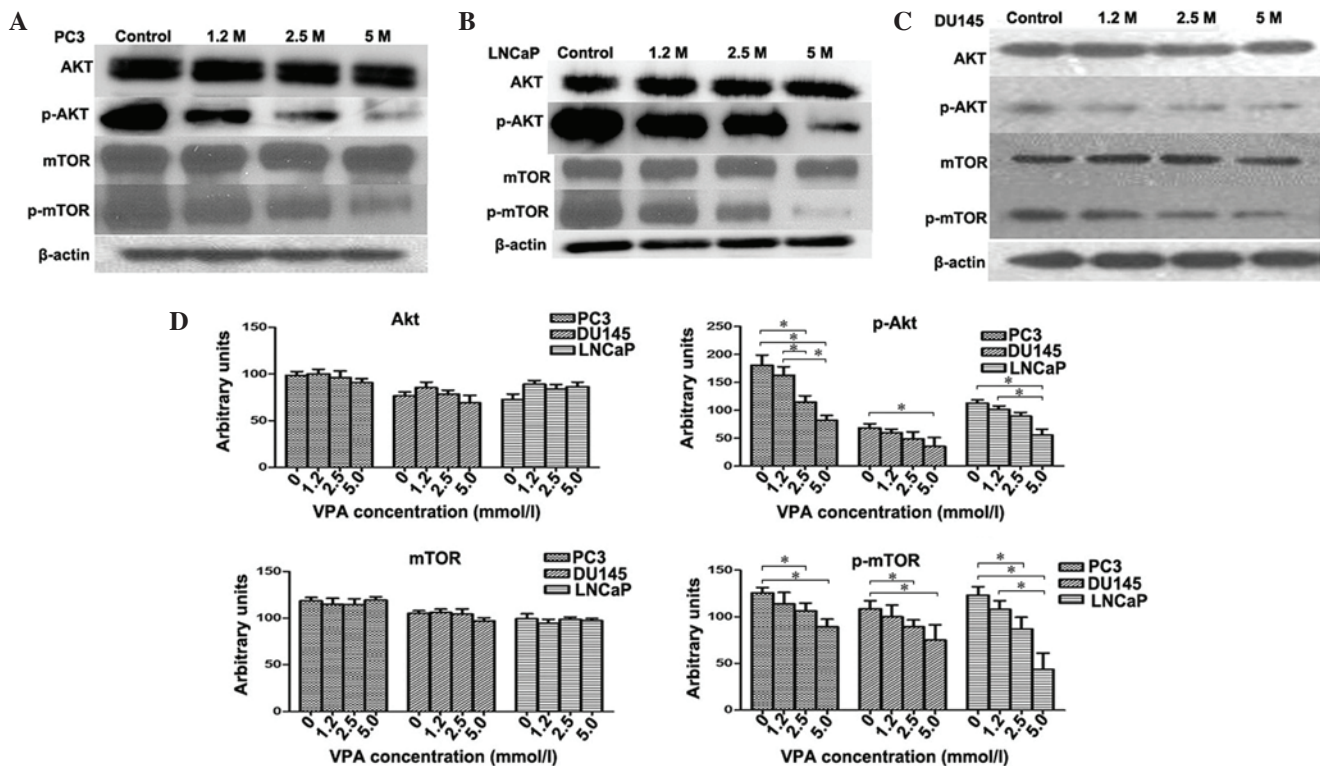 A
PC3 Control 1.2 M 2.5 M 5 M
AKT
p-AKT
mTOR
p-mTOR
β-actin
B
LNCaP Control 1.2 M 2.5 M 5 M
AKT
p-AKT
mTOR
p-mTOR
β-actin
C
DU145 Control 1.2 M 2.5 M 5 M
AKT
p-AKT
mTOR
p-mTOR
β-actin
D
Akt
PC3
DU145
LNCaP
Arbitrary units
150
100
50
0
0 1.2 2.5 5.0 0 1.2 2.5 5.0 0 1.2 2.5 5.0
VPA concentration (mmol/l)
p-Akt
PC3
DU145
LNCaP
Arbitrary units
250
200
150
100
50
0
* * * * * * *
0 1.2 2.5 5.0 0 1.2 2.5 5.0 0 1.2 2.5 5.0
VPA concentration (mmol/l)
mTOR
PC3
DU145
LNCaP
Arbitrary units
150
100
50
0
0 1.2 2.5 5.0 0 1.2 2.5 5.0 0 1.2 2.5 5.0
VPA concentration (mmol/l)
p-mTOR
PC3
DU145
LNCaP
Arbitrary units
150
100
50
0
* * * * * * *
0 1.2 2.5 5.0 0 1.2 2.5 5.0 0 1.2 2.5 5.0
VPA concentration (mmol/l)